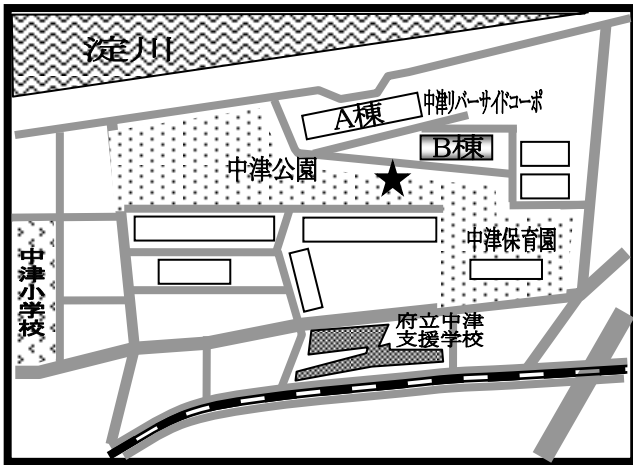 淀川
A棟
中津リバーサイドコーポ
B棟
中津公園
中津保育園
中津小学校
府立中津
支援学校